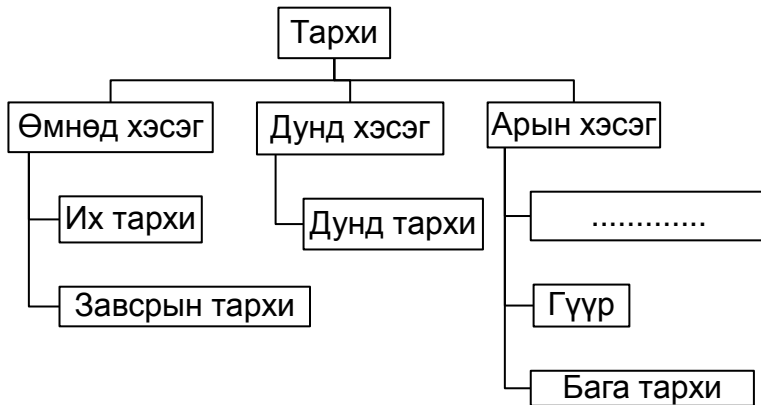 Тархи
Өмнөд хэсэг
Дунд хэсэг
Арын хэсэг
Их тархи
Дунд тархи
.............
Завсрын тархи
Гүүр
Бага тархи